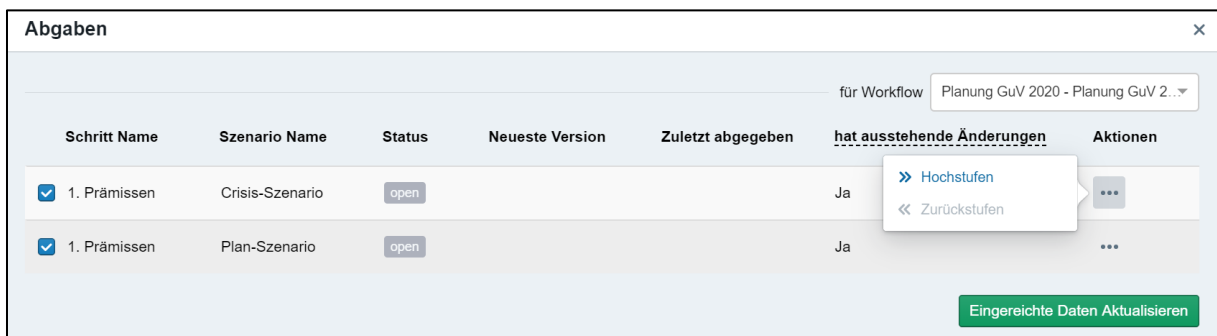 Abgaben
für Workflow Planung GuV 2020 - Planung GuV 2...
Schritt Name Szenario Name Status Neueste Version Zuletzt abgegeben hat ausstehende Änderungen Aktionen
1. Prämissen Crisis-Szenario open Ja
Hochstufen
Zurückstufen
1. Prämissen Plan-Szenario open Ja
Eingereichte Daten Aktualisieren